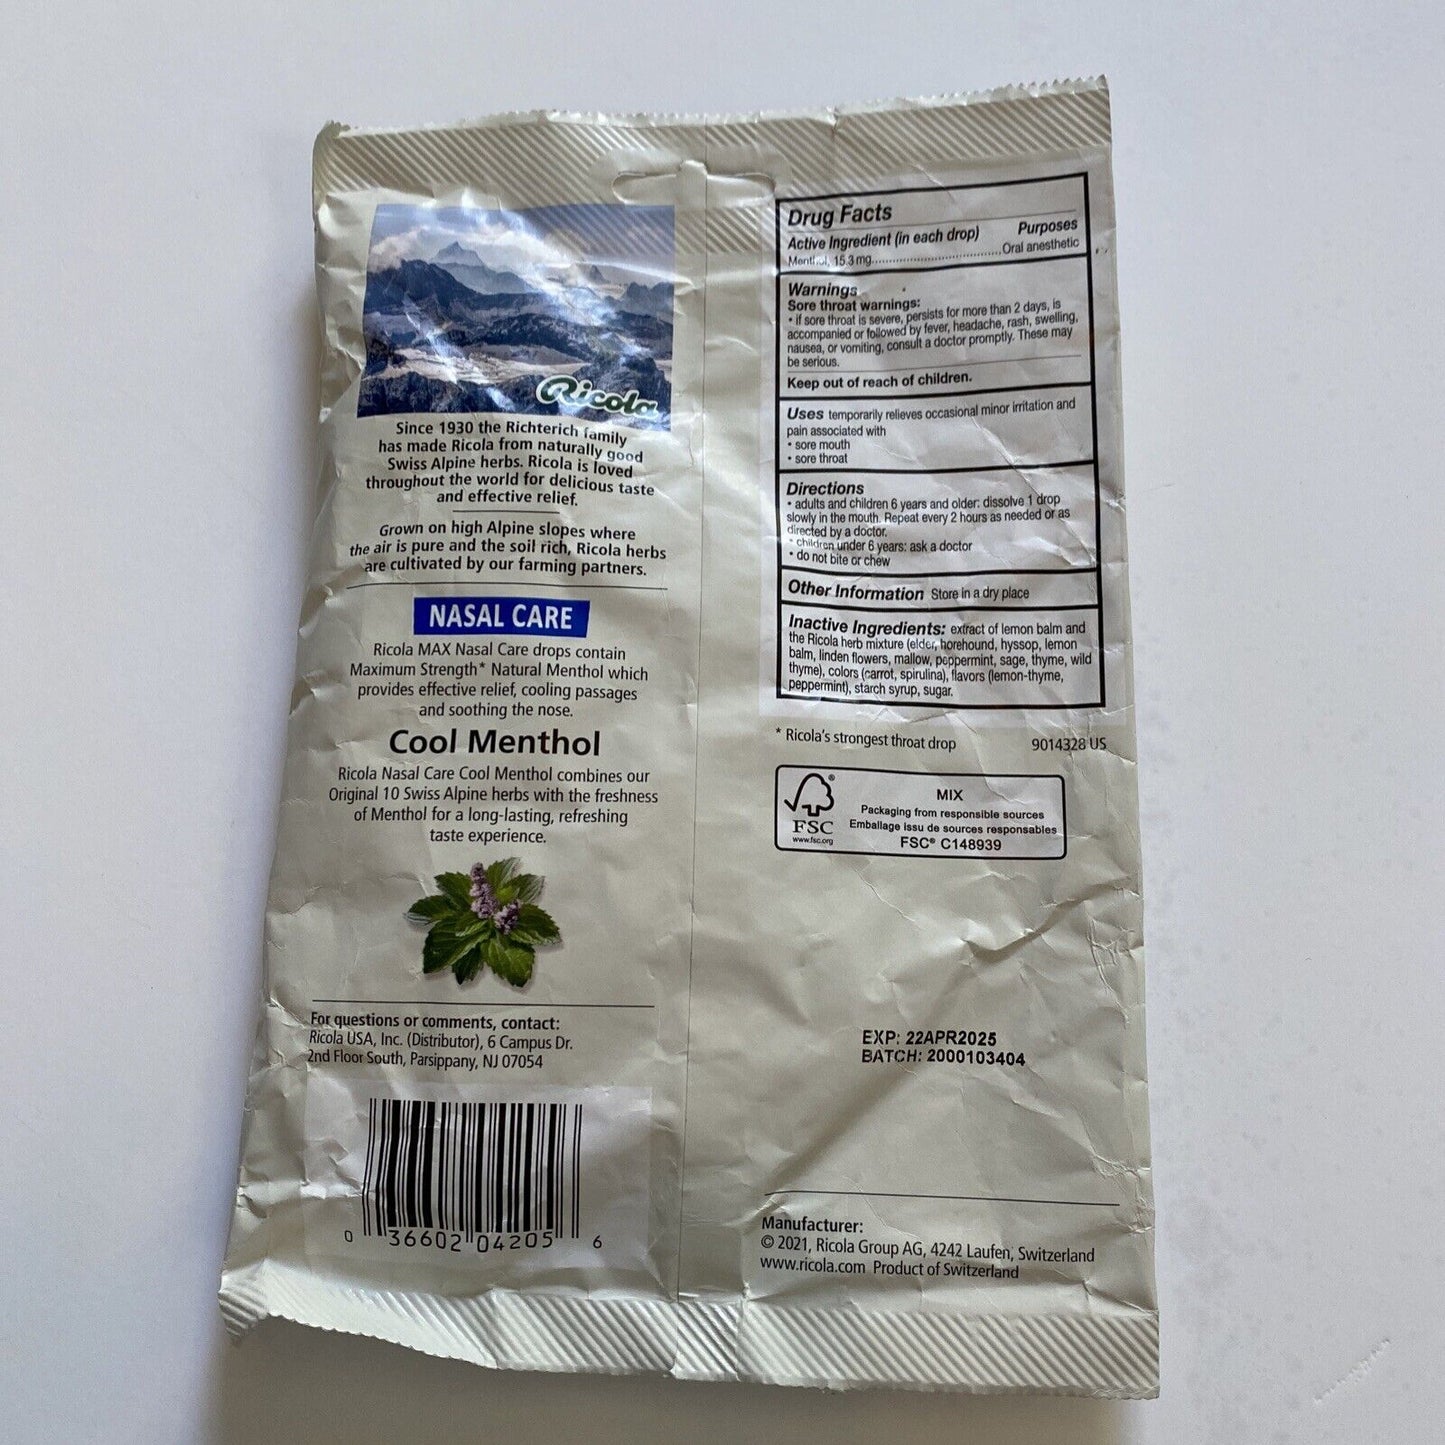 Ricola
Since 1930 the Richterich family
has made Ricola from naturally good
Swiss Alpine herbs. Ricola is loved
throughout the world for delicious taste
and effective relief.
Grown on high Alpine slopes where
the air is pure and the soil rich, Ricola herbs
are cultivated by our farming partners.
NASAL CARE
Ricola MAX Nasal Care drops contain
Maximum Strength* Natural Menthol which
provides effective relief, cooling passages
and soothing the nose.
Cool Menthol
Ricola Nasal Care Cool Menthol combines our
Original 10 Swiss Alpine herbs with the freshness
of Menthol for a long-lasting, refreshing
taste experience.
For questions or comments, contact:
Ricola USA, Inc. (Distributor), 6 Campus Dr.
2nd Floor South, Parsippany, NJ 07054
0 36602 04205 6
Drug Facts
Active Ingredient (in each drop) Purposes
Menthol, 15.3 mg..................................Oral anesthetic
Warnings
Sore throat warnings:
• if sore throat is severe, persists for more than 2 days, is
accompanied or followed by fever, headache, rash, swelling,
nausea, or vomiting, consult a doctor promptly. These may
be serious.
Keep out of reach of children.
Uses temporarily relieves occasional minor irritation and
pain associated with
• sore mouth
• sore throat
Directions
• adults and children 6 years and older: dissolve 1 drop
slowly in the mouth. Repeat every 2 hours as needed or as
directed by a doctor.
• children under 6 years: ask a doctor
• do not bite or chew
Other Information Store in a dry place
Inactive Ingredients: extract of lemon balm and
the Ricola herb mixture (elder, horehound, hyssop, lemon
balm, linden flowers, mallow, peppermint, sage, thyme, wild
thyme), colors (carrot, spirulina), flavors (lemon-thyme,
peppermint), starch syrup, sugar.
* Ricola's strongest throat drop 9014328 US
FSC
www.fsc.org
MIX
Packaging from responsible sources
Emballage issu de sources responsables
FSC® C148939
EXP: 22APR2025
BATCH: 2000103404
Manufacturer:
© 2021, Ricola Group AG, 4242 Laufen, Switzerland
www.ricola.com Product of Switzerland